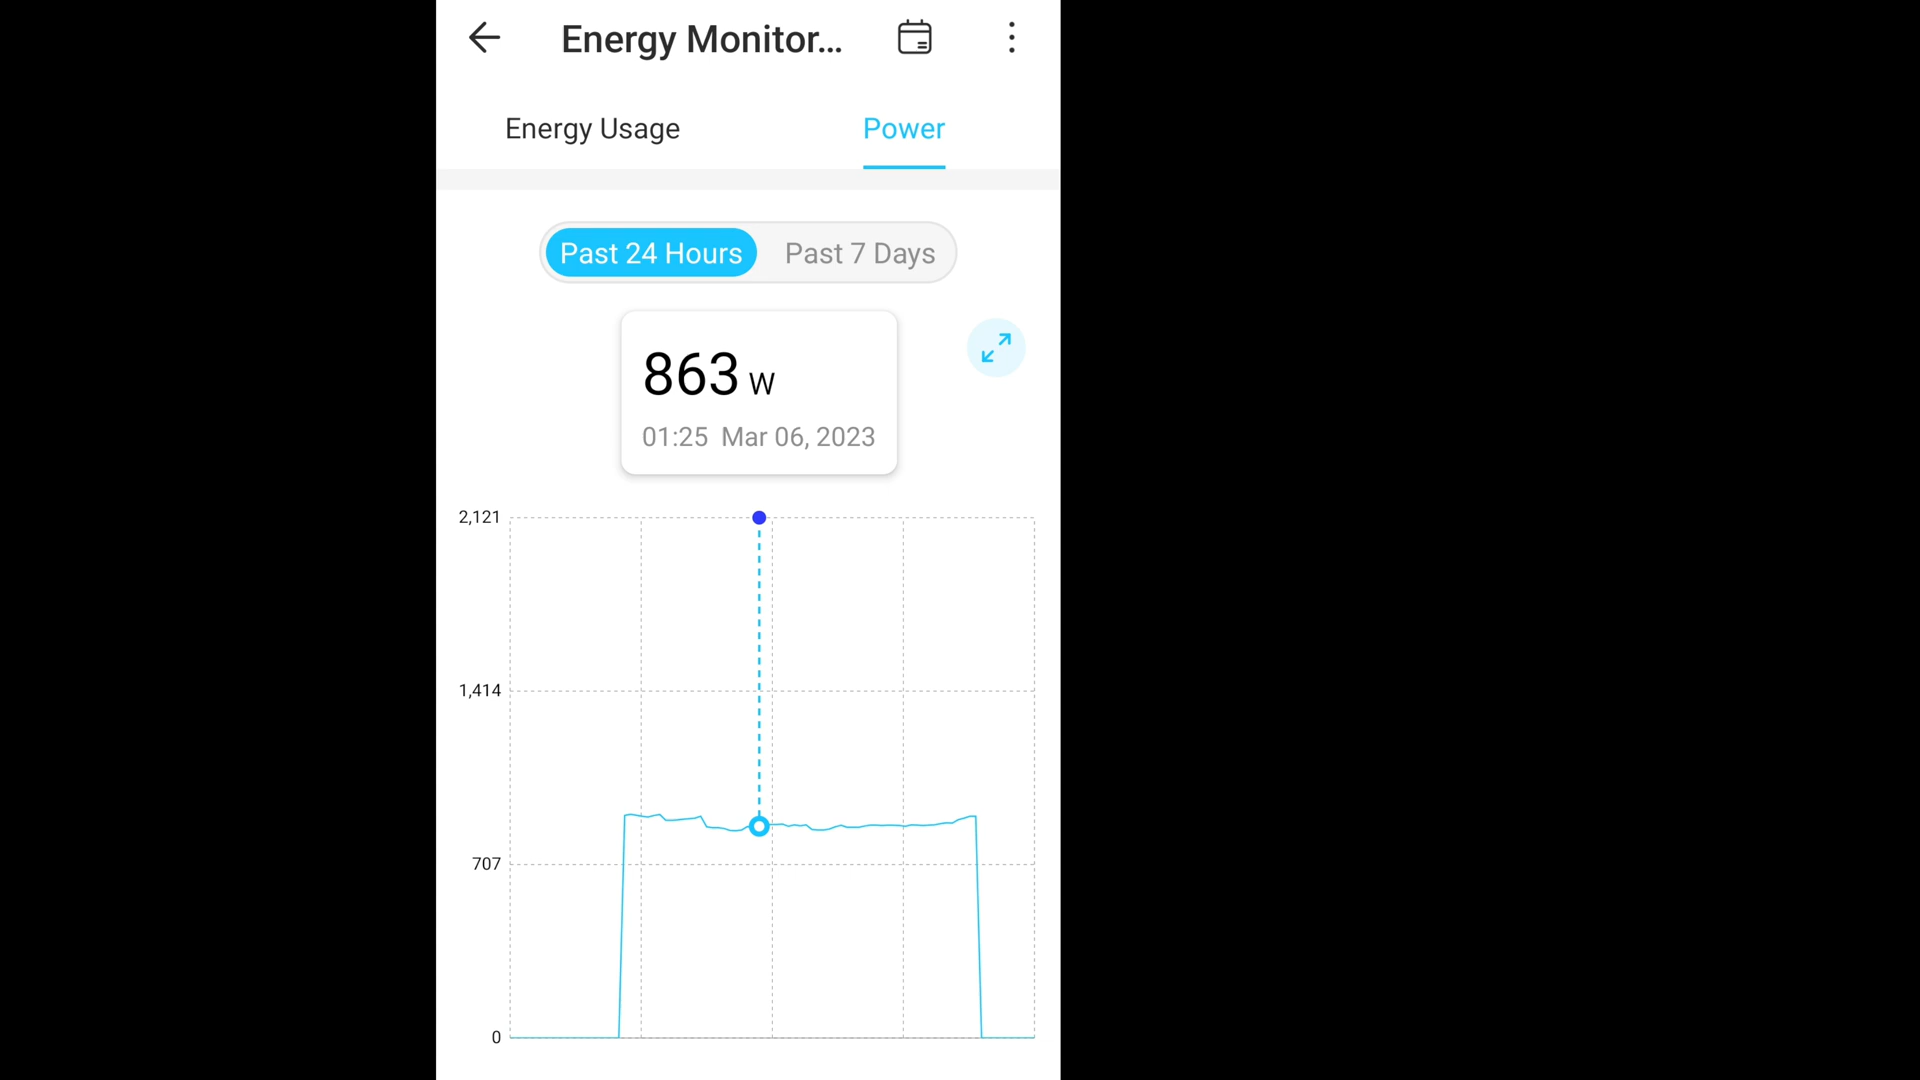 Energy Monitor...
Energy Usage
Power
Past 24 Hours
Past 7 Days
863 W
01:25 Mar 06, 2023
2,121
1,414
707
0